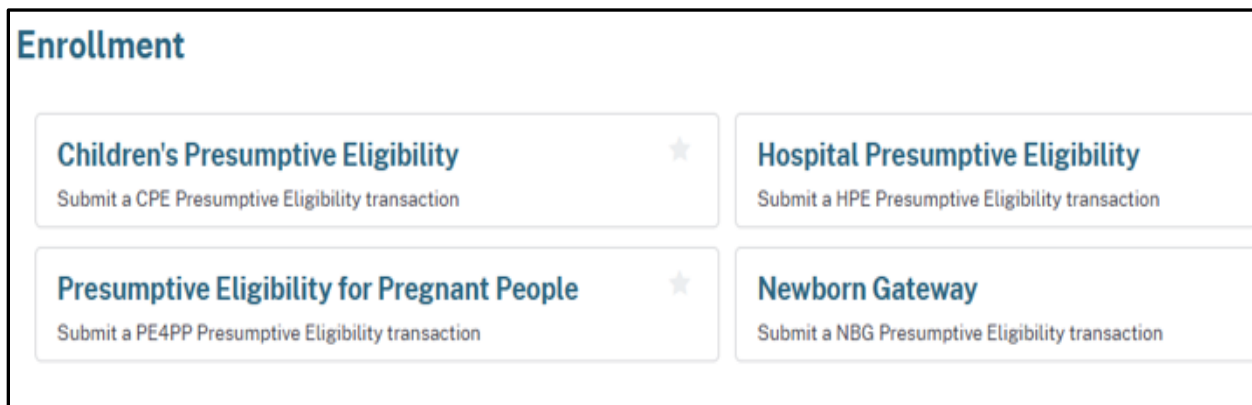 Enrollment
Children's Presumptive Eligibility
Submit a CPE Presumptive Eligibility transaction
Hospital Presumptive Eligibility
Submit a HPE Presumptive Eligibility transaction
Presumptive Eligibility for Pregnant People
Submit a PE4PP Presumptive Eligibility transaction
Newborn Gateway
Submit a NBG Presumptive Eligibility transaction